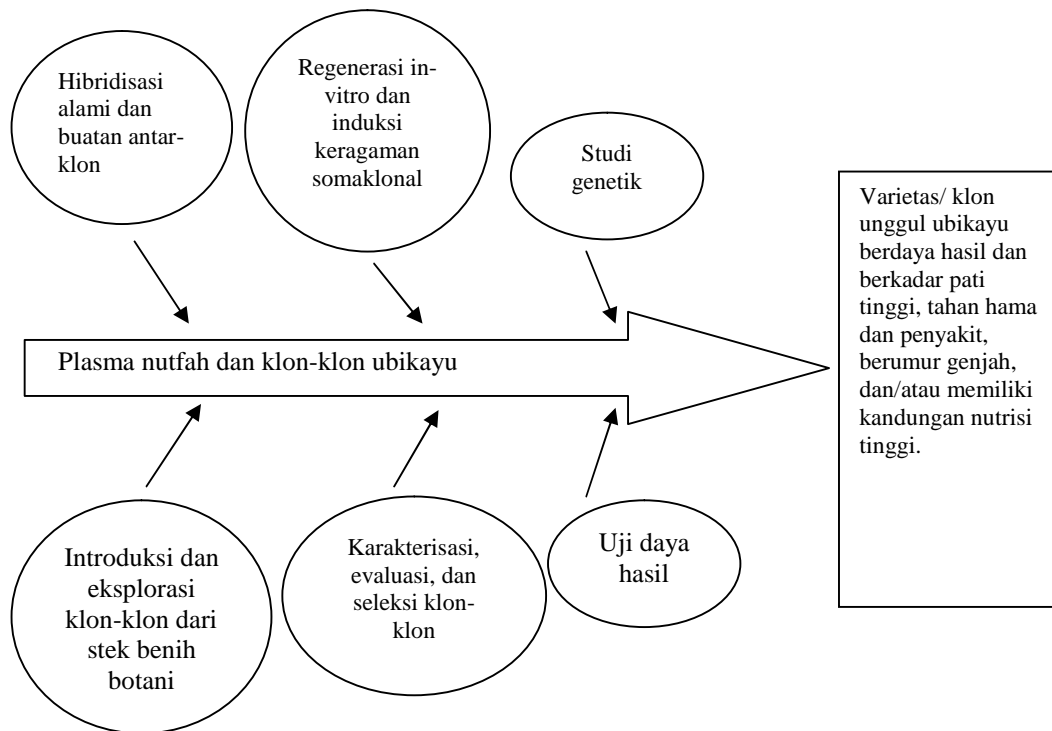 Hibridisasi
alami dan
buatan antar-
klon
Regenerasi in-
vitro dan
induksi
keragaman
somaklonal
Studi
genetik
Varietas/ klon
unggul ubikayu
berdaya hasil dan
berkadar pati
tinggi, tahan hama
dan penyakit,
berumur genjah,
dan/atau memiliki
kandungan nutrisi
tinggi.
Plasma nutfah dan klon-klon ubikayu
Introduksi dan
eksplorasi
klon-klon dari
stek benih
botani
Karakterisasi,
evaluasi, dan
seleksi klon-
klon
Uji daya
hasil